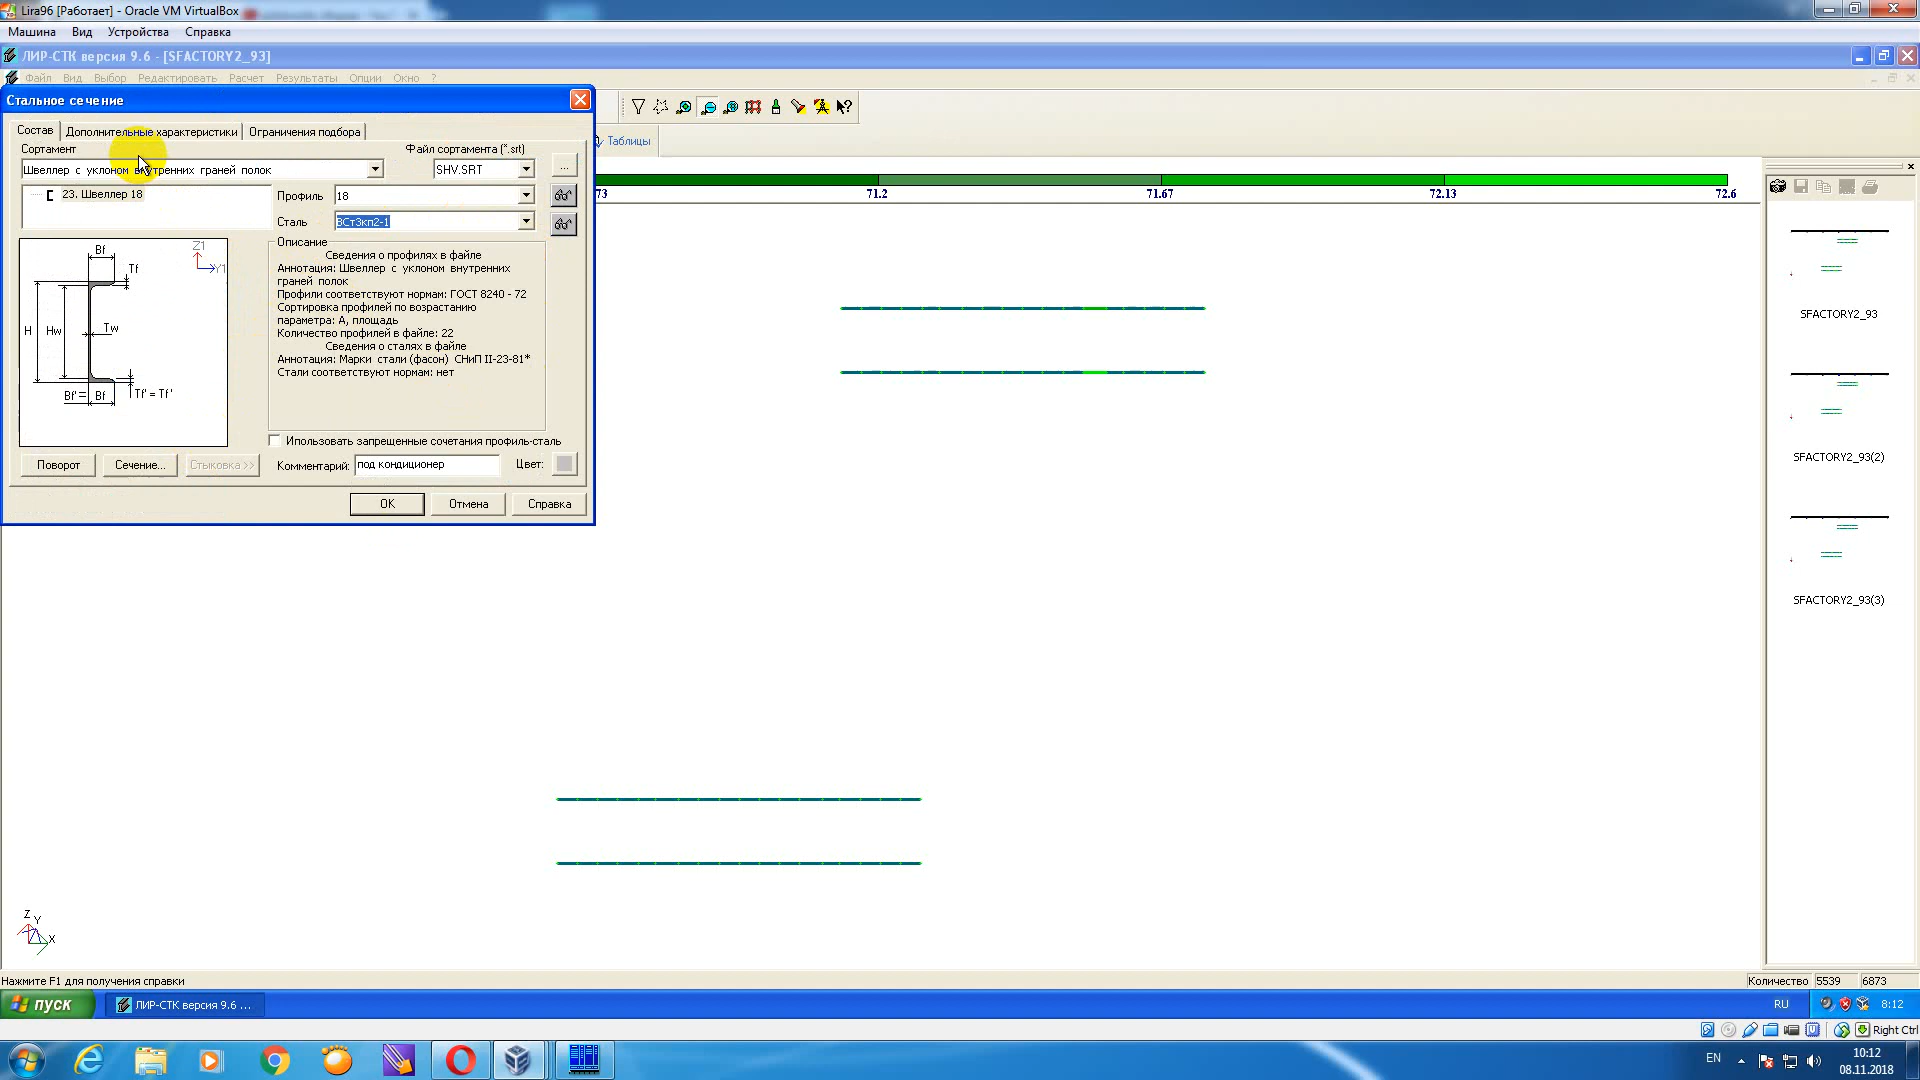 Lira96 [Работает] - Oracle VM VirtualBox
Машина Вид Устройства Справка
ЛИР-СТК версия 9.6 - [SFACTORY2_93]
Файл Вид Выбор Редактировать Расчет Результаты Опции Окно ?
Стальное сечение
Состав Дополнительные характеристики Ограничения подбора
Таблицы
Сортамент Файл сортамента (*.srt)
Швеллер с уклоном внутренних граней полок SHV.SRT ...
23. Швеллер 18 Профиль 18
73 71.2 71.67 72.13 72.6
Сталь ВСт3кп2-1
Описание
Сведения о профилях в файле
Аннотация: Швеллер с уклоном внутренних
граней полок
Профили соответствуют нормам: ГОСТ 8240 - 72
Сортировка профилей по возрастанию
параметра: A, площадь
Количество профилей в файле: 22
Сведения о сталях в файле
Аннотация: Марки стали (фасон) СНиП II-23-81*
Стали соответствуют нормам: нет
Bf Z1
Tf Y1
H Hw Tw
Bf'= Bf Tf' = Tf'
Ипользовать запрещенные сочетания профиль-сталь
Поворот Сечение... Стыковка >> Комментарий: под кондиционер Цвет:
OK Отмена Справка
SFACTORY2_93
SFACTORY2_93(2)
SFACTORY2_93(3)
Z Y X
Нажмите F1 для получения справки Количество 5539 6873
пуск ЛИР-СТК версия 9.6 ... RU 8:12
Right Ctrl
EN 10:12
08.11.2018